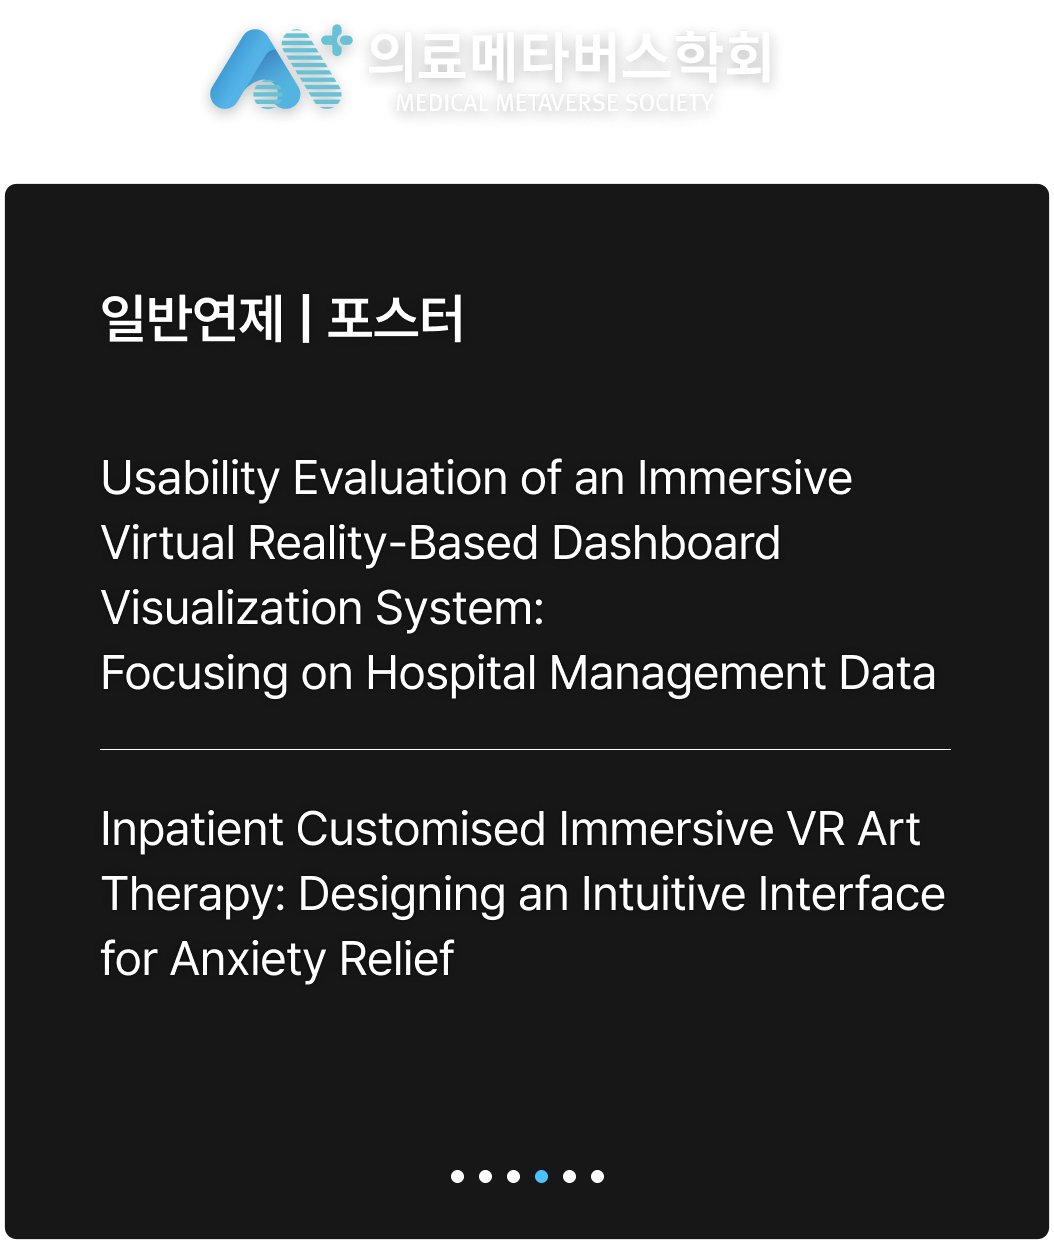 의료메타버스학회
MEDICAL METAVERSE SOCIETY
일반연제 | 포스터
Usability Evaluation of an Immersive
Virtual Reality-Based Dashboard
Visualization System:
Focusing on Hospital Management Data
Inpatient Customised Immersive VR Art
Therapy: Designing an Intuitive Interface
for Anxiety Relief